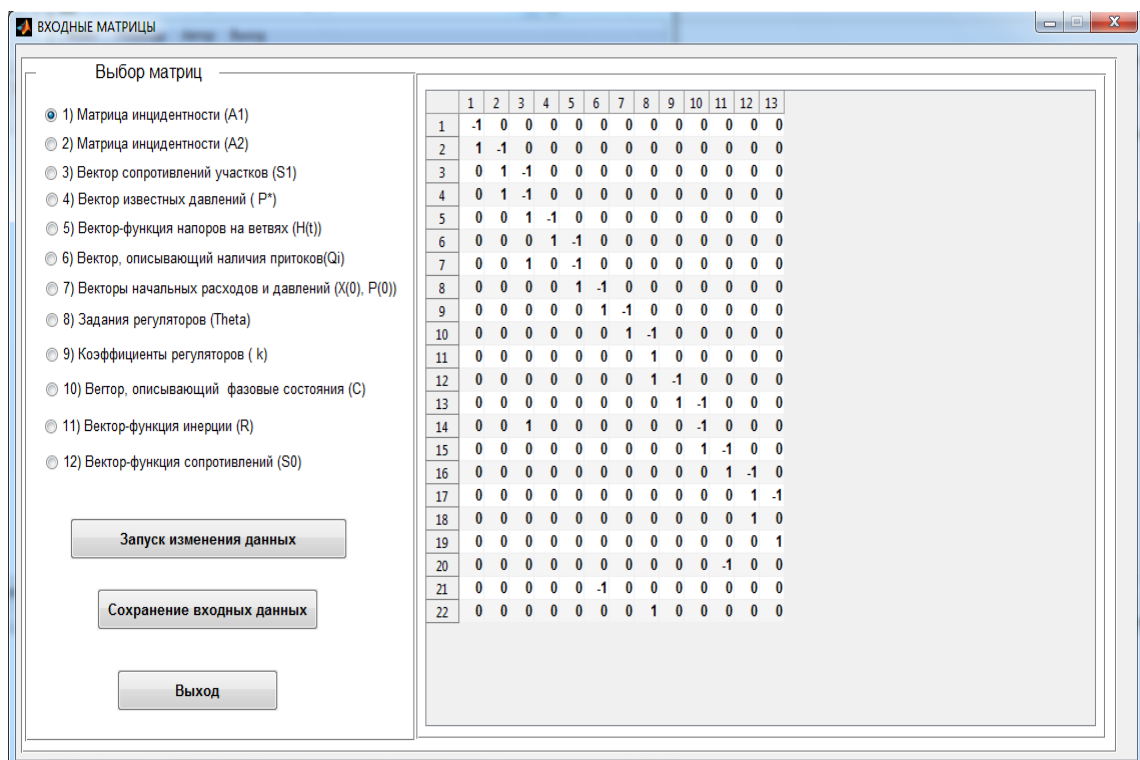 ВХОДНЫЕ МАТРИЦЫ
Выбор матриц
1) Матрица инцидентности (A1)
2) Матрица инцидентности (A2)
3) Вектор сопротивлений участков (S1)
4) Вектор известных давлений ( P*)
5) Вектор-функция напоров на ветвях (H(t))
6) Вектор, описывающий наличия притоков(Qi)
7) Векторы начальных расходов и давлений (X(0), P(0))
8) Задания регуляторов (Theta)
9) Коэффициенты регуляторов ( k)
10) Веггор, описывающий фазовые состояния (C)
11) Вектор-функция инерции (R)
12) Вектор-функция сопротивлений (S0)
Запуск изменения данных
Сохранение входных данных
Выход
1 2 3 4 5 6 7 8 9 10 11 12 13
1 -1 0 0 0 0 0 0 0 0 0 0 0 0
2 1 -1 0 0 0 0 0 0 0 0 0 0 0
3 0 1 -1 0 0 0 0 0 0 0 0 0 0
4 0 1 -1 0 0 0 0 0 0 0 0 0 0
5 0 0 1 -1 0 0 0 0 0 0 0 0 0
6 0 0 0 1 -1 0 0 0 0 0 0 0 0
7 0 0 1 0 -1 0 0 0 0 0 0 0 0
8 0 0 0 0 1 -1 0 0 0 0 0 0 0
9 0 0 0 0 0 1 -1 0 0 0 0 0 0
10 0 0 0 0 0 0 1 -1 0 0 0 0 0
11 0 0 0 0 0 0 0 1 0 0 0 0 0
12 0 0 0 0 0 0 0 1 -1 0 0 0 0
13 0 0 0 0 0 0 0 0 1 -1 0 0 0
14 0 0 1 0 0 0 0 0 0 -1 0 0 0
15 0 0 0 0 0 0 0 0 0 1 -1 0 0
16 0 0 0 0 0 0 0 0 0 0 1 -1 0
17 0 0 0 0 0 0 0 0 0 0 0 1 -1
18 0 0 0 0 0 0 0 0 0 0 0 1 0
19 0 0 0 0 0 0 0 0 0 0 0 0 1
20 0 0 0 0 0 0 0 0 0 0 -1 0 0
21 0 0 0 0 0 -1 0 0 0 0 0 0 0
22 0 0 0 0 0 0 0 1 0 0 0 0 0